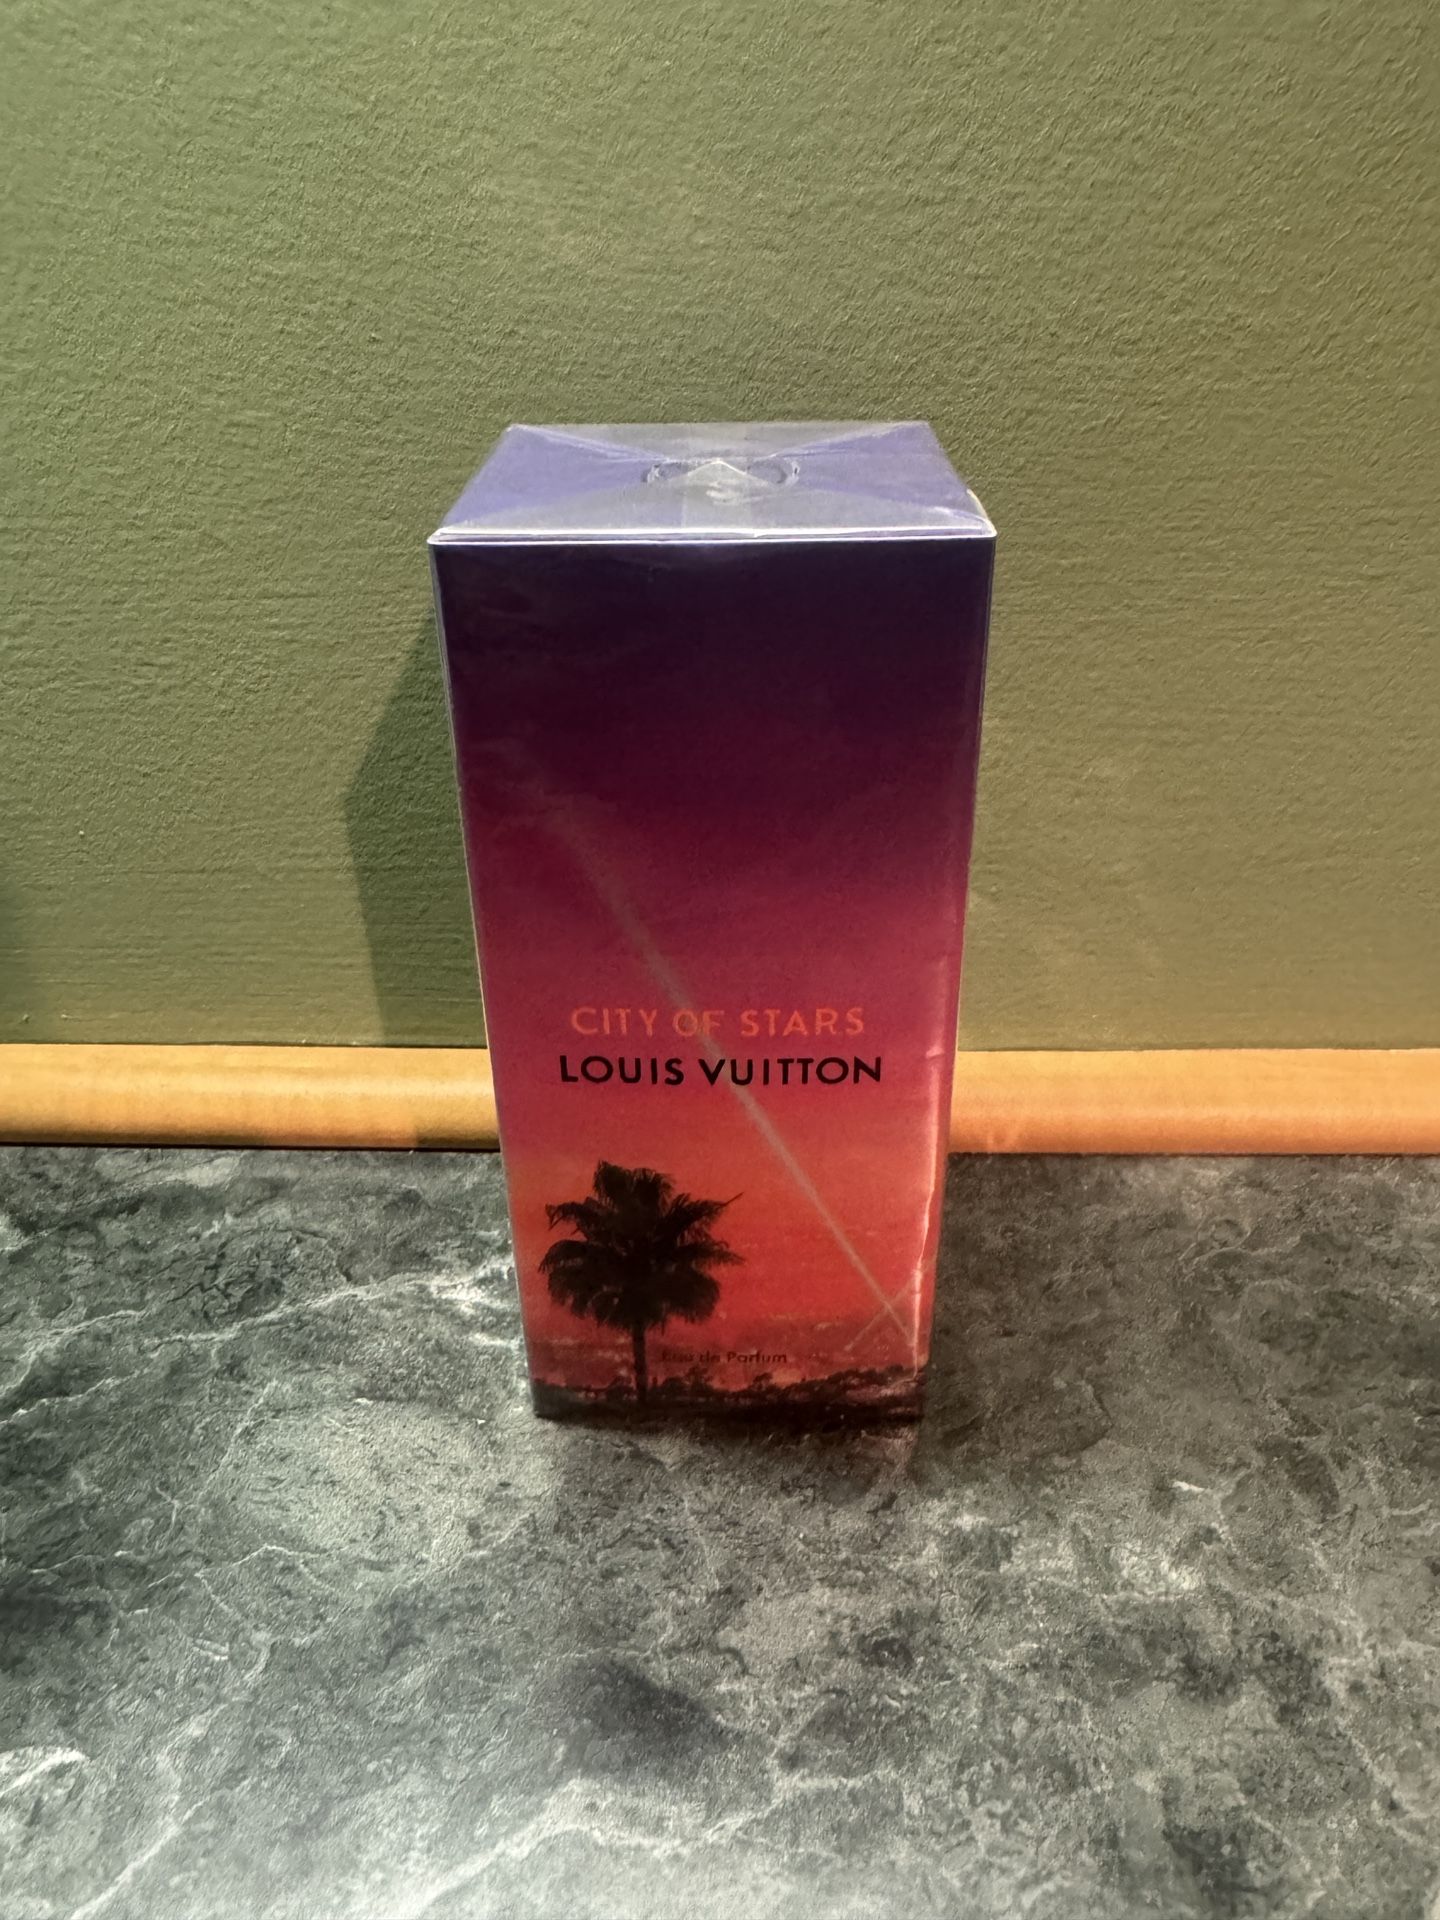 CITY OF STARS
LOUIS VUITTON
Eau de Parfum